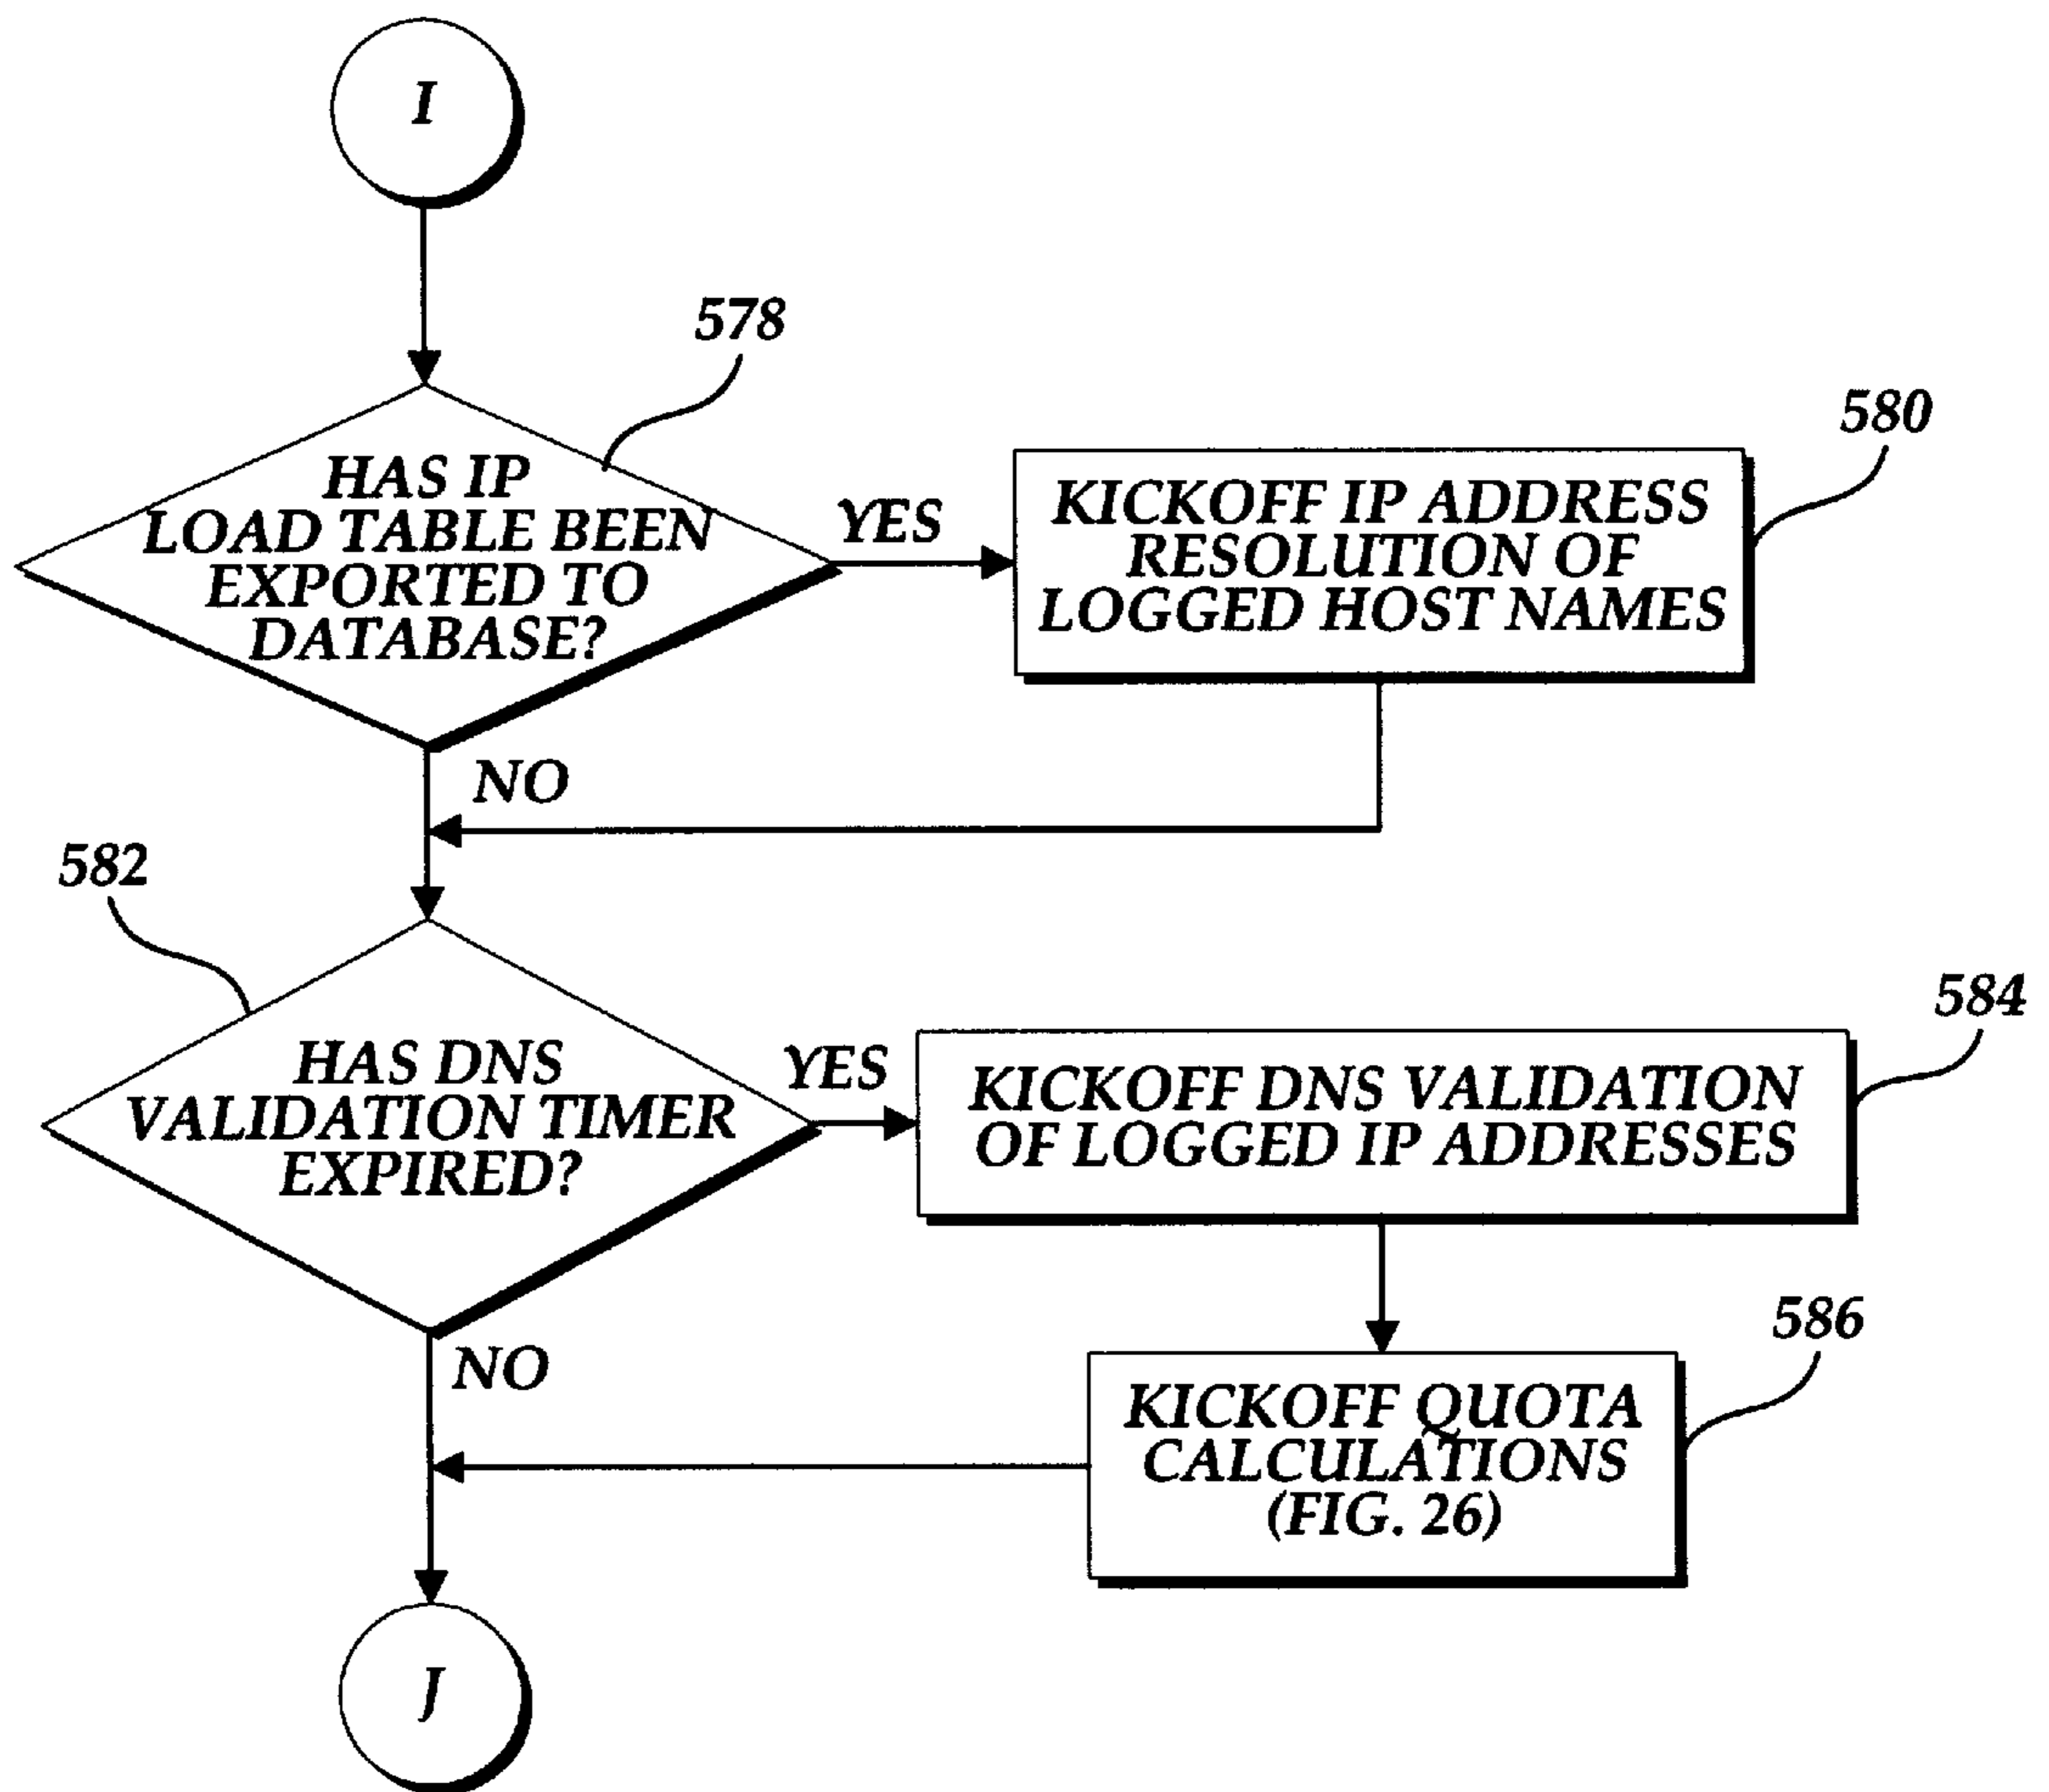 I
578
HAS IP
LOAD TABLE BEEN
EXPORTED TO
DATABASE?
YES
580
KICKOFF IP ADDRESS
RESOLUTION OF
LOGGED HOST NAMES
NO
582
HAS DNS
VALIDATION TIMER
EXPIRED?
YES
584
KICKOFF DNS VALIDATION
OF LOGGED IP ADDRESSES
NO
586
KICKOFF QUOTA
CALCULATIONS
(FIG. 26)
J